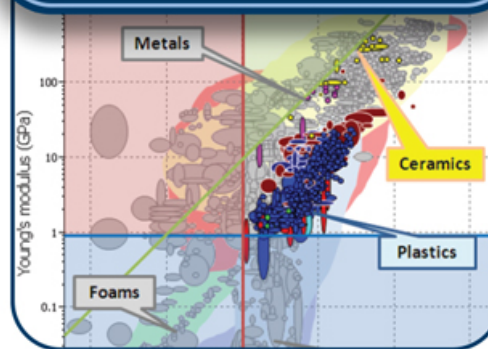 Metals
100
Young's modulus (GPa)
10
Ceramics
1
Plastics
Foams
0.1